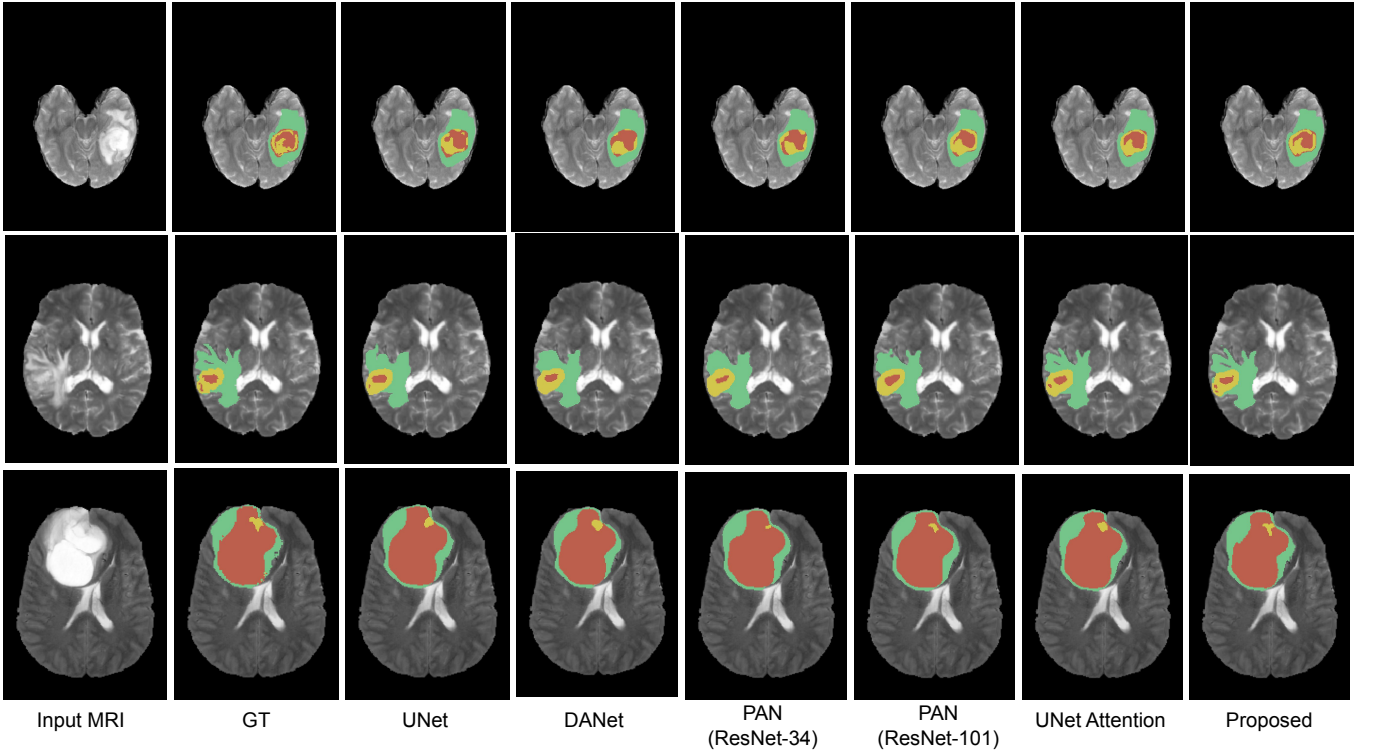 Input MRI
GT
UNet
DANet
PAN
(ResNet-34)
PAN
(ResNet-101)
UNet Attention
Proposed